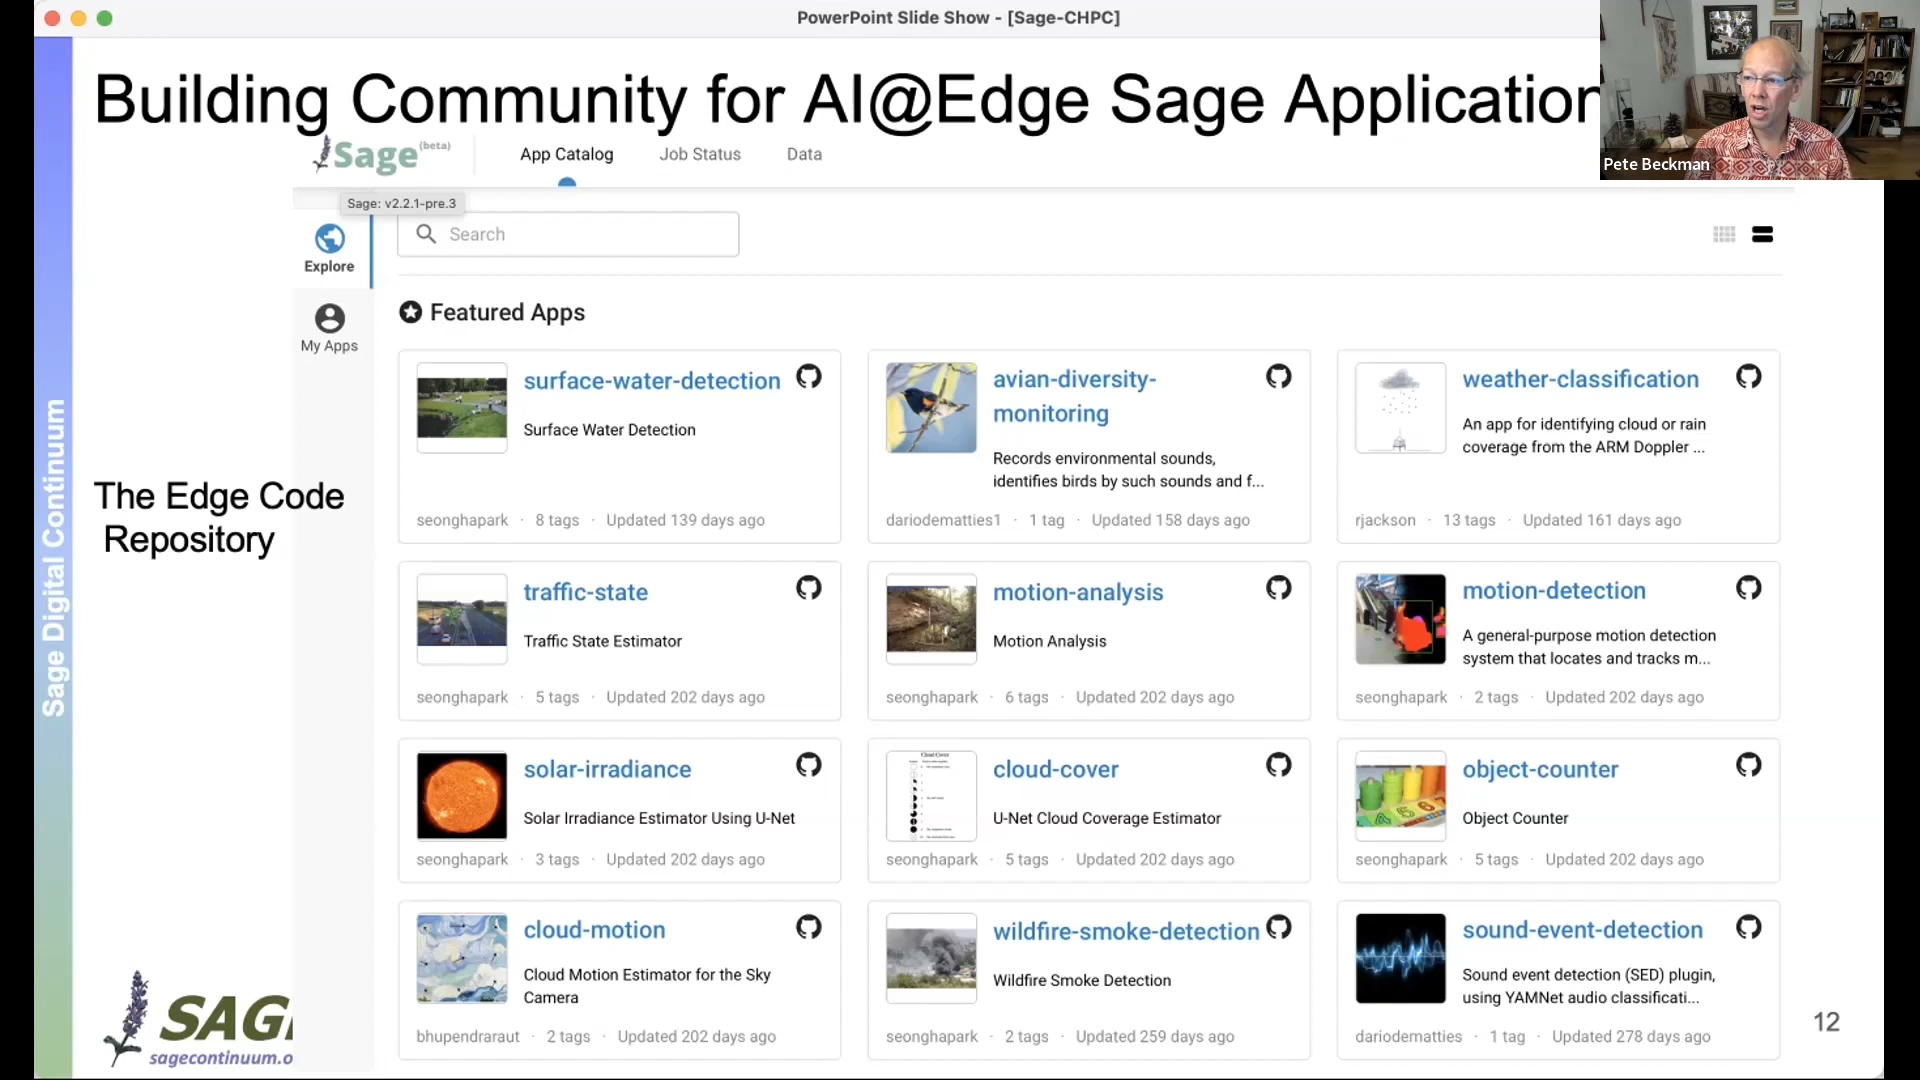 PowerPoint Slide Show - [Sage-CHPC]
Building Community for AI@Edge Sage Application
Pete Beckman
Sage (beta)
App Catalog
Job Status
Data
Sage: v2.2.1-pre.3
Search
Explore
My Apps
Featured Apps
surface-water-detection
Surface Water Detection
seonghapark · 8 tags · Updated 139 days ago
avian-diversity-
monitoring
Records environmental sounds,
identifies birds by such sounds and f...
dariodematties1 · 1 tag · Updated 158 days ago
weather-classification
An app for identifying cloud or rain
coverage from the ARM Doppler ...
rjackson · 13 tags · Updated 161 days ago
The Edge Code
Repository
Sage Digital Continuum
traffic-state
Traffic State Estimator
seonghapark · 5 tags · Updated 202 days ago
motion-analysis
Motion Analysis
seonghapark · 6 tags · Updated 202 days ago
motion-detection
A general-purpose motion detection
system that locates and tracks m...
seonghapark · 2 tags · Updated 202 days ago
solar-irradiance
Solar Irradiance Estimator Using U-Net
seonghapark · 3 tags · Updated 202 days ago
cloud-cover
U-Net Cloud Coverage Estimator
seonghapark · 5 tags · Updated 202 days ago
object-counter
Object Counter
seonghapark · 5 tags · Updated 202 days ago
cloud-motion
Cloud Motion Estimator for the Sky
Camera
bhupendraraut · 2 tags · Updated 202 days ago
wildfire-smoke-detection
Wildfire Smoke Detection
seonghapark · 2 tags · Updated 259 days ago
sound-event-detection
Sound event detection (SED) plugin,
using YAMNet audio classificati...
dariodematties · 1 tag · Updated 278 days ago
SAG
sagecontinuum.o
12